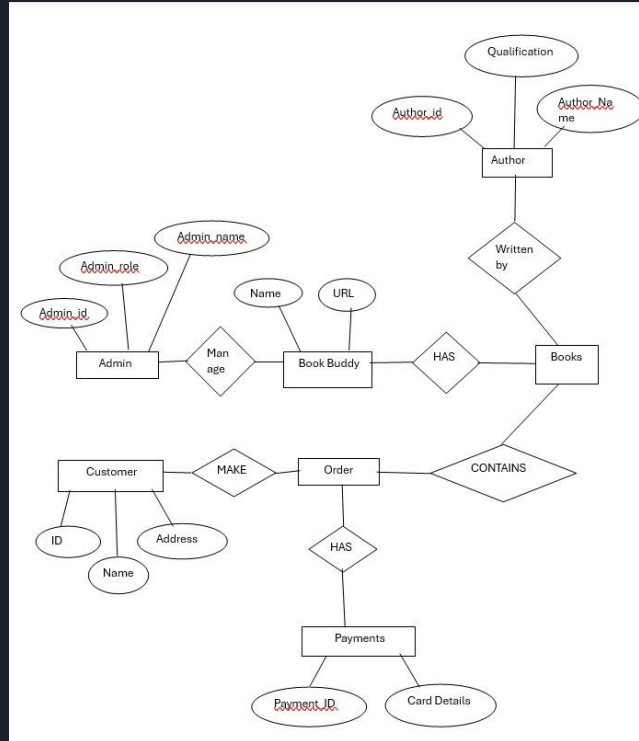 Qualification
Author_id
Author_Na
me
Author
Written
by
Admin_name
Admin_role
Admin_id
Name
URL
Admin
Man
age
Book Buddy
HAS
Books
Customer
MAKE
Order
CONTAINS
ID
Name
Address
HAS
Payments
Payment_ID
Card Details